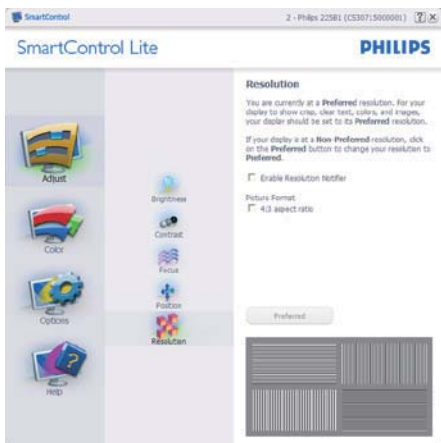 SmartControl
2 - Philips 225B1 (CS30715000001)
SmartControl Lite
PHILIPS
Adjust
Color
Options
Help
Brightness
Contrast
Focus
Position
Resolution
Resolution
You are currently at a Preferred resolution. For your
display to show crisp, clear text, colors, and images,
your display should be set to its Preferred resolution.
If your display is at a Non-Preferred resolution, click
on the Preferred button to change your resolution to
Preferred.
Enable Resolution Notifier
Picture Format
4:3 aspect ratio
Preferred